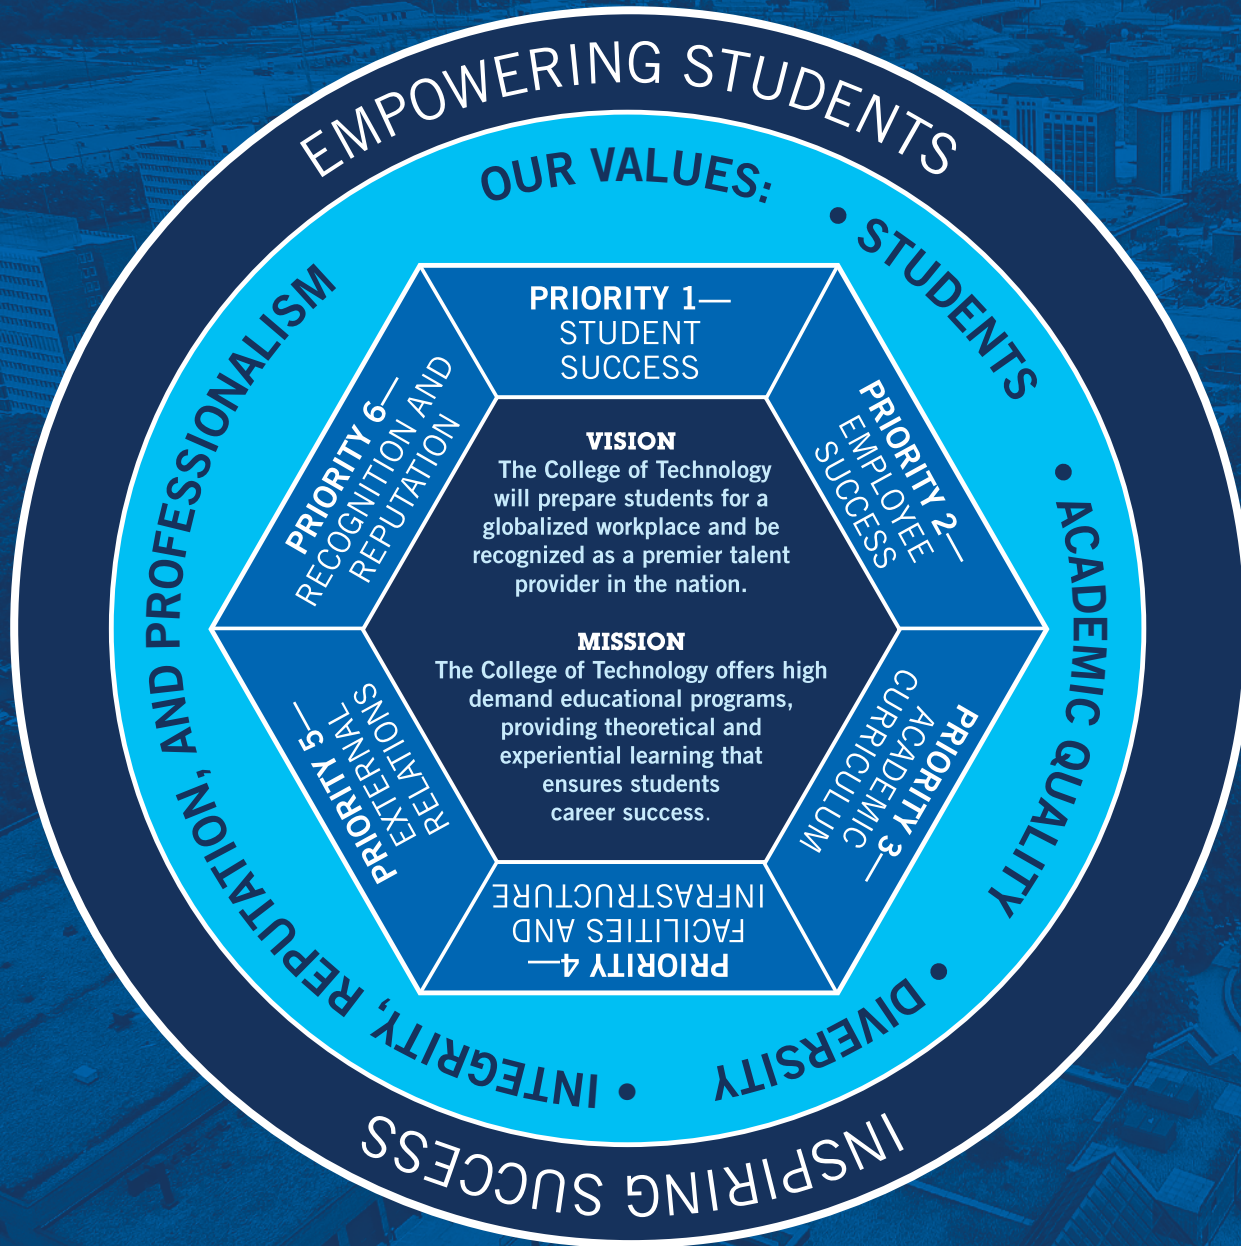 EMPOWERING STUDENTS
OUR VALUES:
• STUDENTS
• ACADEMIC QUALITY
• DIVERSITY
• INTEGRITY, REPUTATION, AND PROFESSIONALISM
PRIORITY 1—
STUDENT
SUCCESS
PRIORITY 2—
EMPLOYEE
SUCCESS
PRIORITY 3—
ACADEMIC
CURRICULUM
PRIORITY 4—
FACILITIES AND
INFRASTRUCTURE
PRIORITY 5—
EXTERNAL
RELATIONS
PRIORITY 6—
RECOGNITION AND
REPUTATION
VISION
The College of Technology
will prepare students for a
globalized workplace and be
recognized as a premier talent
provider in the nation.
MISSION
The College of Technology offers high
demand educational programs,
providing theoretical and
experiential learning that
ensures students
career success.
INSPIRING SUCCESS